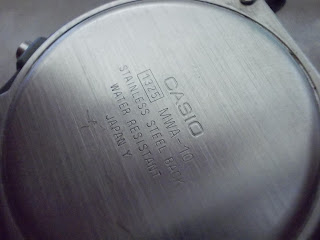 CASIO
1325 MWA-10
STAINLESS STEEL BACK
WATER RESISTANT
JAPAN Y